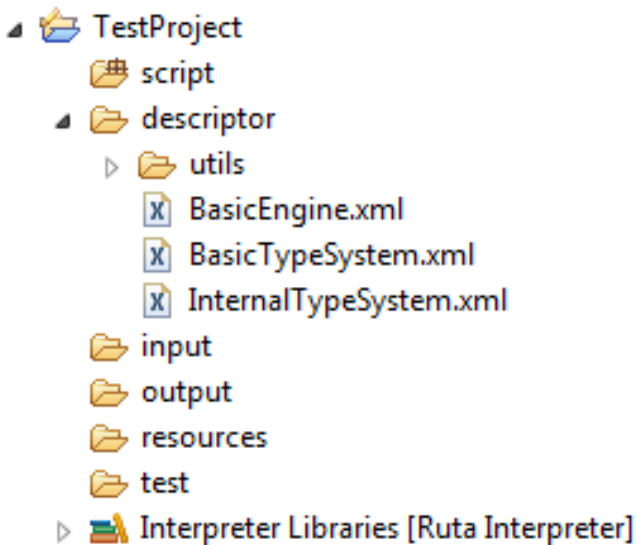 TestProject
script
descriptor
utils
BasicEngine.xml
BasicTypeSystem.xml
InternalTypeSystem.xml
input
output
resources
test
Interpreter Libraries [Ruta Interpreter]